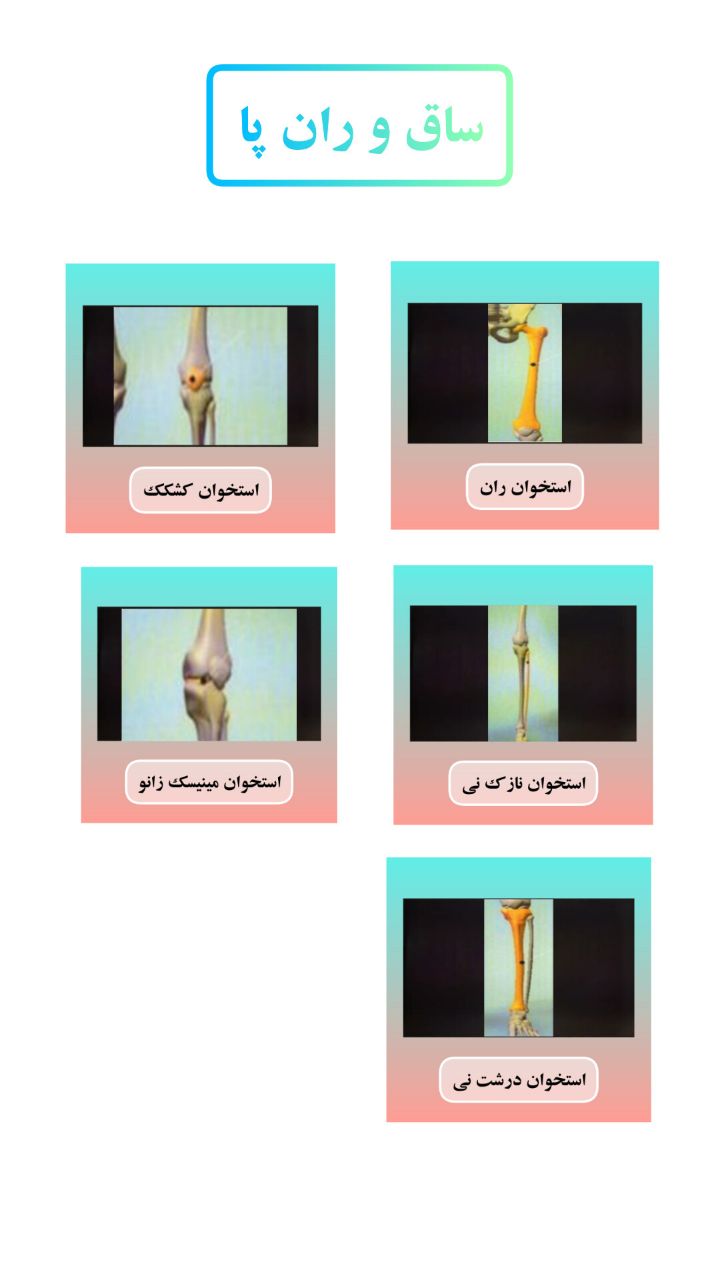 ساق و ران پا
استخوان ران
استخوان کشکک
استخوان نازک نی
استخوان مینیسک زانو
استخوان درشت نی